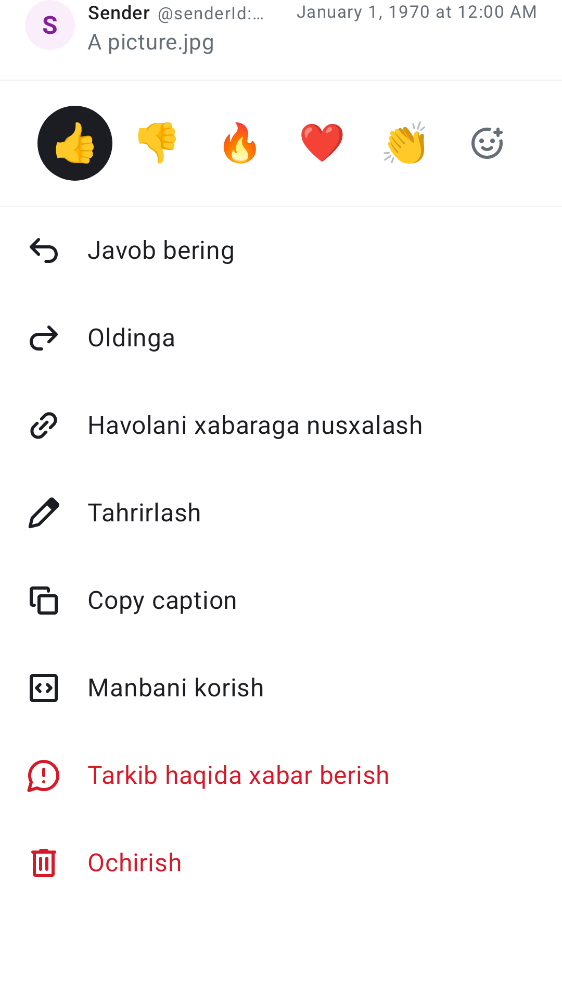 S Sender @senderId:… January 1, 1970 at 12:00 AM
A picture.jpg
Javob bering
Oldinga
Havolani xabaraga nusxalash
Tahrirlash
Copy caption
Manbani korish
Tarkib haqida xabar berish
Ochirish